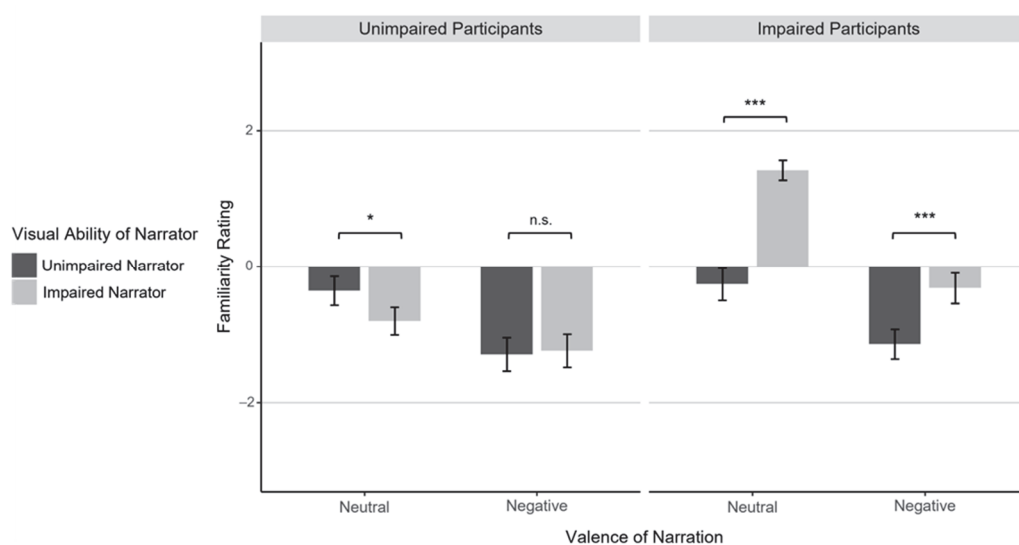 Unimpaired Participants
Impaired Participants
***
2
*
n.s.
***
Visual Ability of Narrator
Unimpaired Narrator
Impaired Narrator
Familiarity Rating
0
−2
Neutral
Negative
Neutral
Negative
Valence of Narration